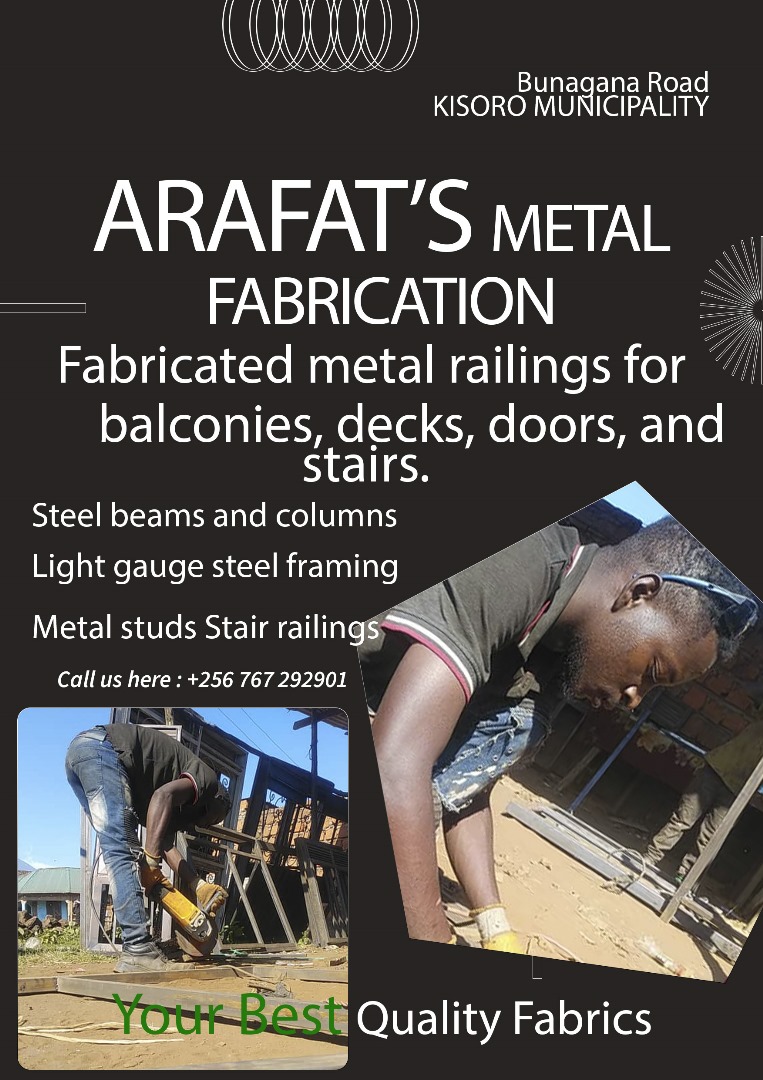 Bunagana Road
KISORO MUNICIPALITY
ARAFAT’S METAL
FABRICATION
Fabricated metal railings for
balconies, decks, doors, and
stairs.
Steel beams and columns
Light gauge steel framing
Metal studs Stair railings
Call us here : +256 767 292901
Your Best Quality Fabrics